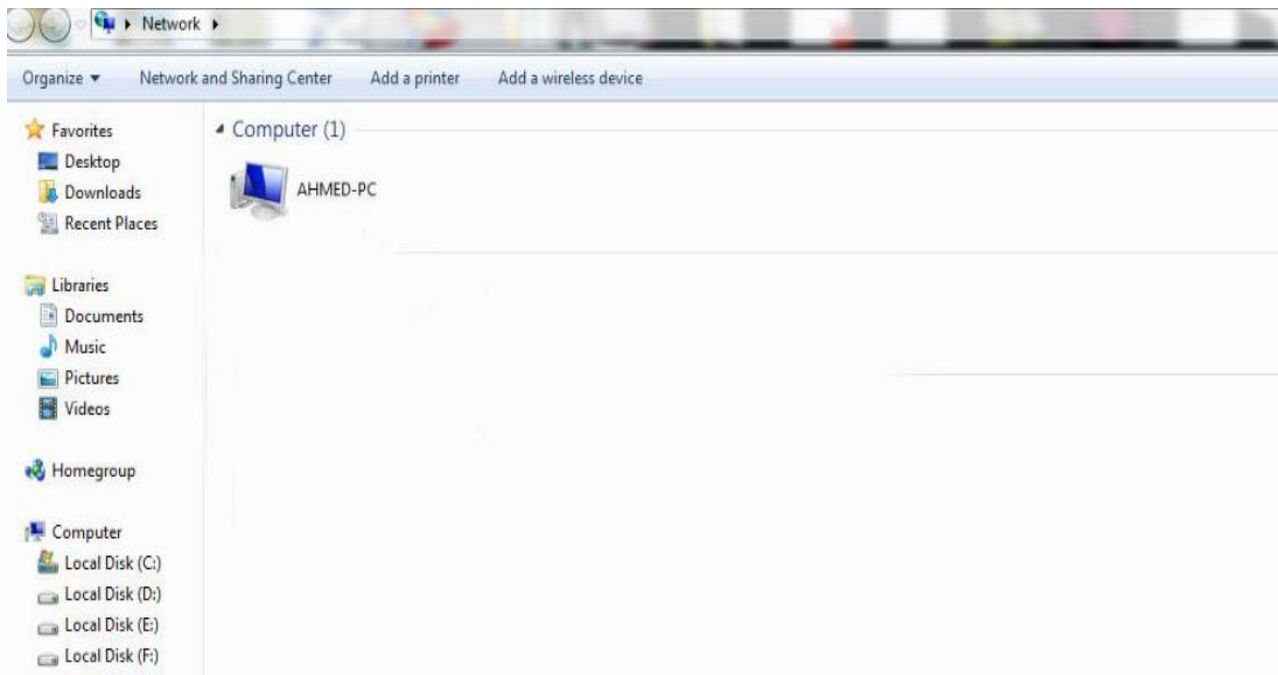 Network
Organize Network and Sharing Center Add a printer Add a wireless device
Favorites
Desktop
Downloads
Recent Places
Libraries
Documents
Music
Pictures
Videos
Homegroup
Computer
Local Disk (C:)
Local Disk (D:)
Local Disk (E:)
Local Disk (F:)
Computer (1)
AHMED-PC